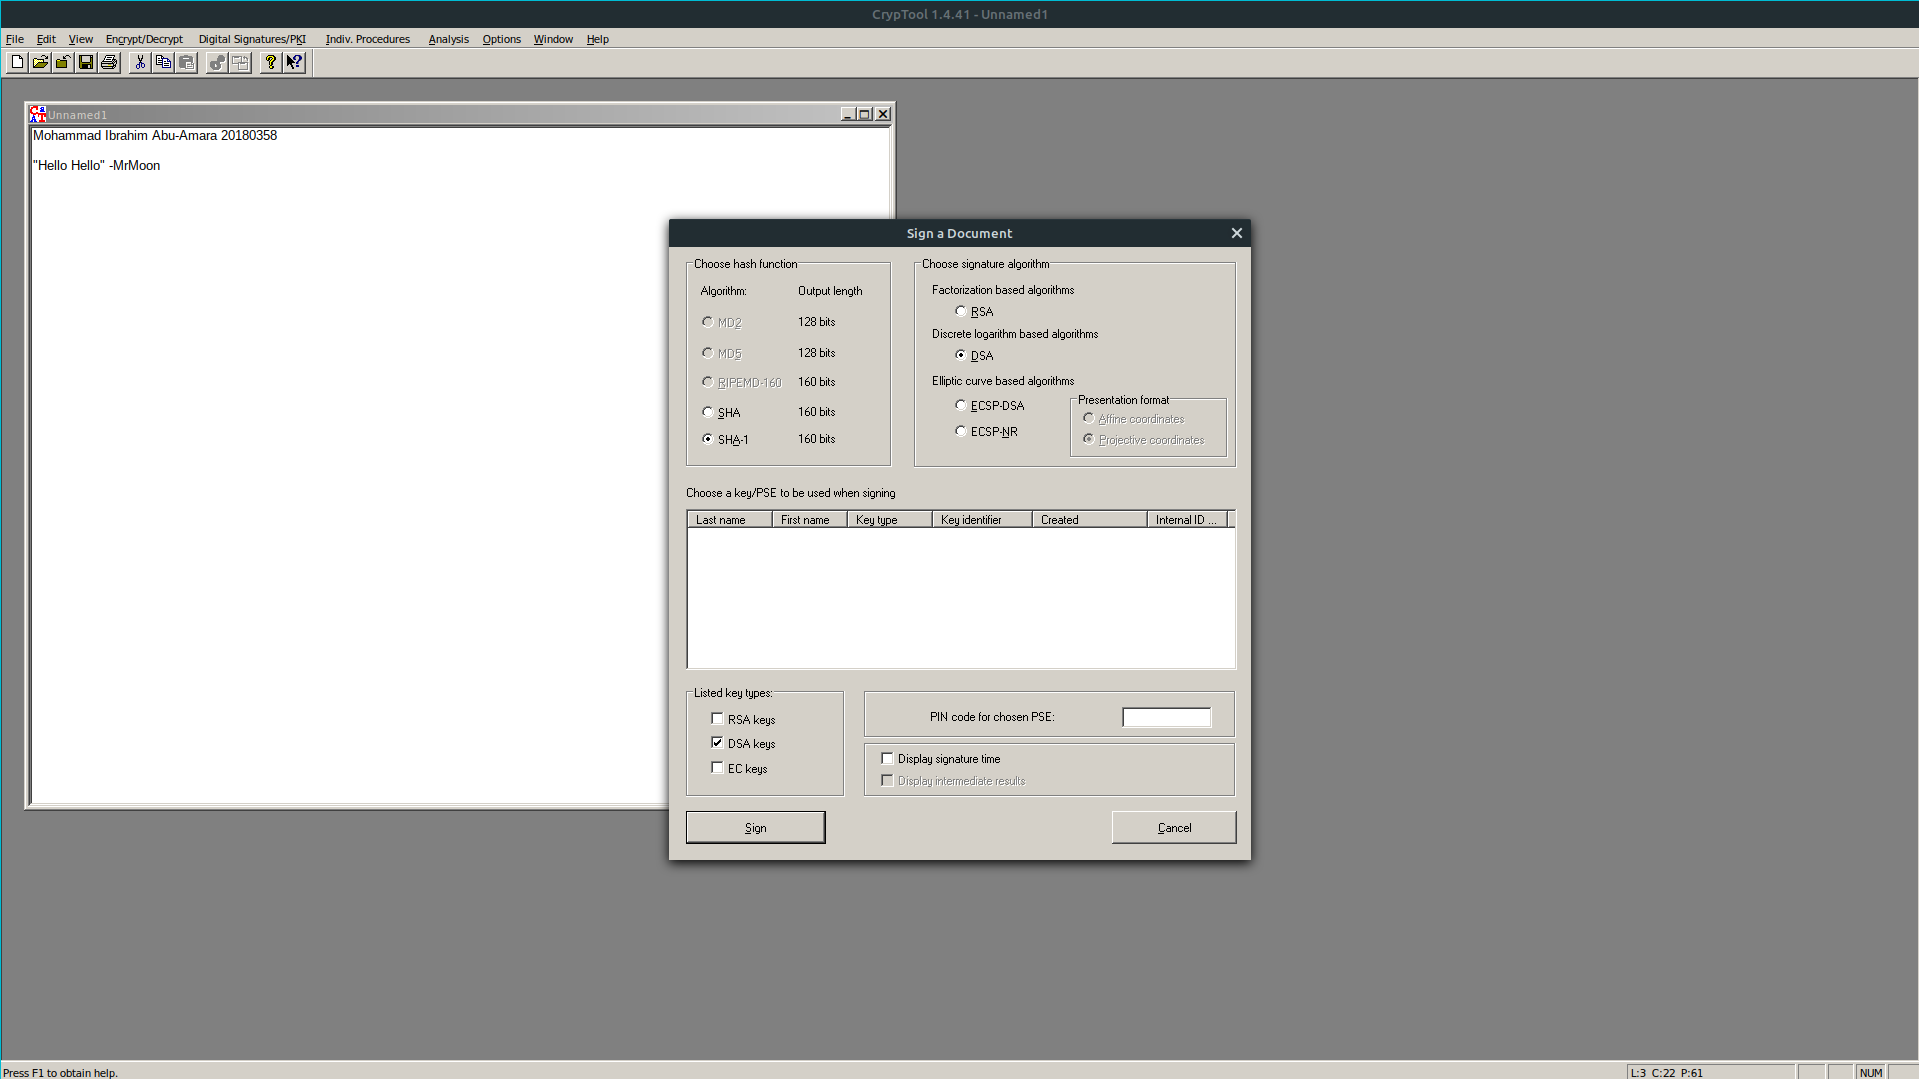 CrypTool 1.4.41 - Unnamed1
File Edit View Encrypt/Decrypt Digital Signatures/PKI Indiv. Procedures Analysis Options Window Help
Unnamed1
Mohammad Ibrahim Abu-Amara 20180358
"Hello Hello" -MrMoon
Sign a Document
Choose hash function
Algorithm: Output length
MD2 128 bits
MD5 128 bits
RIPEMD-160 160 bits
SHA 160 bits
SHA-1 160 bits
Choose signature algorithm
Factorization based algorithms
RSA
Discrete logarithm based algorithms
DSA
Elliptic curve based algorithms
ECSP-DSA
ECSP-NR
Presentation format
Affine coordinates
Projective coordinates
Choose a key/PSE to be used when signing
Last name First name Key type Key identifier Created Internal ID ...
Listed key types:
RSA keys
DSA keys
EC keys
PIN code for chosen PSE:
Display signature time
Display intermediate results
Sign Cancel
Press F1 to obtain help. L:3 C:22 P:61 NUM